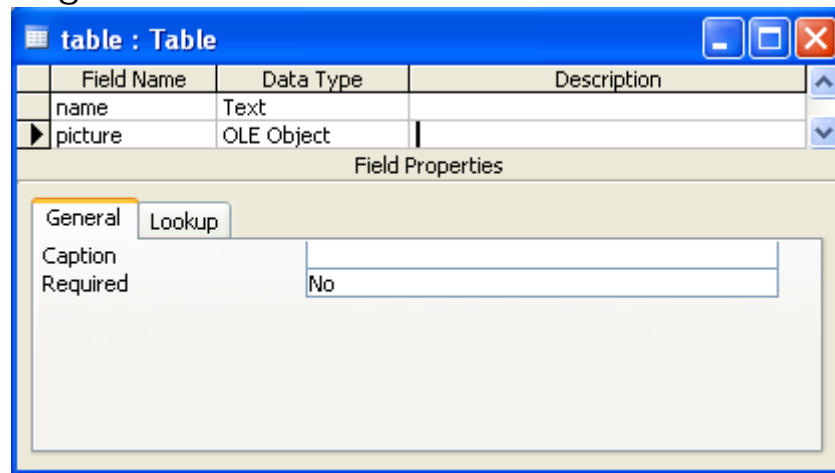 table : Table
Field Name Data Type Description
name Text
picture OLE Object
Field Properties
General Lookup
Caption
Required No